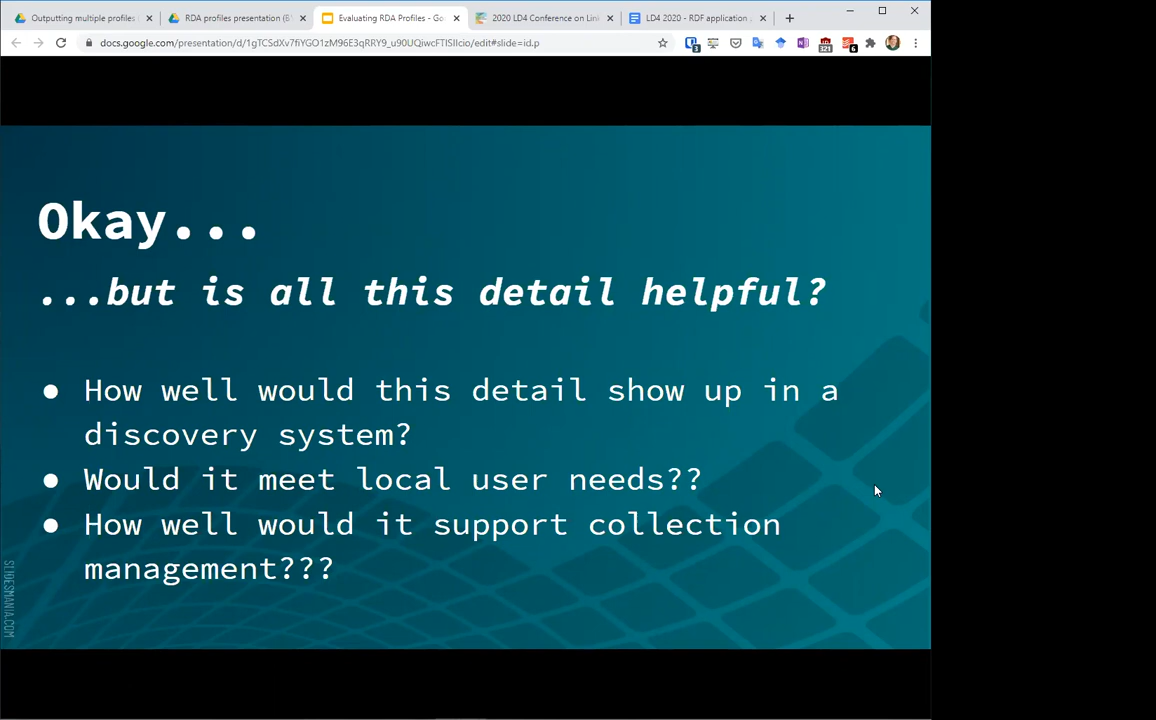 Outputting multiple profiles
RDA profiles presentation (B
Evaluating RDA Profiles - Go
2020 LD4 Conference on Lin
LD4 2020 - RDF application
docs.google.com/presentation/d/1gTCSdXv7fiYGO1zM96E3qRRY9_u90UQiwcFTISIlcio/edit#slide=id.p
3
321
6
Okay...
...but is all this detail helpful?
● How well would this detail show up in a
discovery system?
● Would it meet local user needs??
● How well would it support collection
management???
SLIDESMANIA.COM